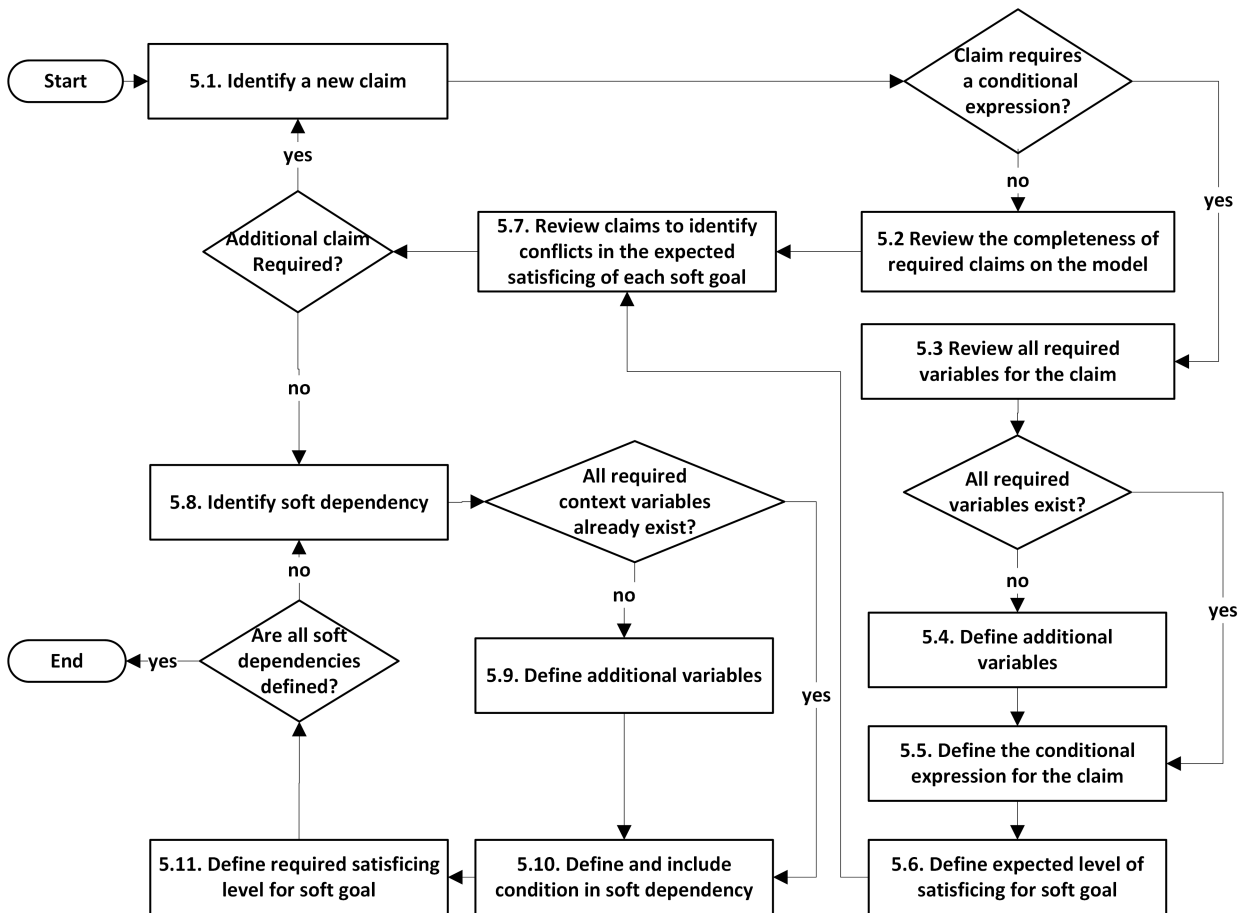 Start
5.1. Identify a new claim
Claim requires
a conditional
expression?
yes
no
yes
Additional claim
Required?
5.7. Review claims to identify
conflicts in the expected
satisficing of each soft goal
5.2 Review the completeness of
required claims on the model
5.3 Review all required
variables for the claim
no
5.8. Identify soft dependency
All required
context variables
already exist?
All required
variables exist?
no
no
no
yes
End
yes
Are all soft
dependencies
defined?
5.9. Define additional variables
yes
5.4. Define additional
variables
5.5. Define the conditional
expression for the claim
5.11. Define required satisficing
level for soft goal
5.10. Define and include
condition in soft dependency
5.6. Define expected level of
satisficing for soft goal